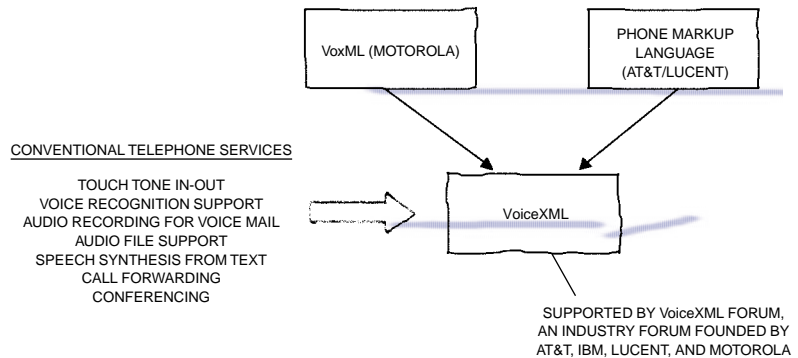 VoxML (MOTOROLA)
PHONE MARKUP
LANGUAGE
(AT&T/LUCENT)
CONVENTIONAL TELEPHONE SERVICES
TOUCH TONE IN-OUT
VOICE RECOGNITION SUPPORT
AUDIO RECORDING FOR VOICE MAIL
AUDIO FILE SUPPORT
SPEECH SYNTHESIS FROM TEXT
CALL FORWARDING
CONFERENCING
VoiceXML
SUPPORTED BY VoiceXML FORUM,
AN INDUSTRY FORUM FOUNDED BY
AT&T, IBM, LUCENT, AND MOTOROLA